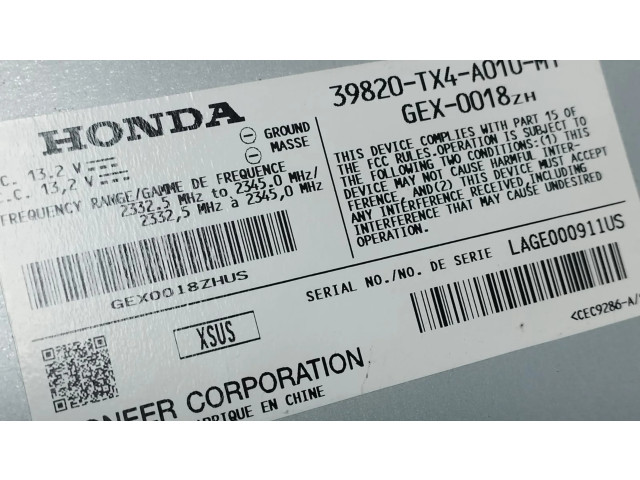 39820-TX4-A010-M1
GEX-0018ZH
HONDA
GROUND
MASSE
.C. 13.2 V
.C. 13,2 V
FREQUENCY RANGE/GAMME DE FREQUENCE
2332.5 MHz to 2345.0 MHz/
2332,5 MHz à 2345,0 MHz
THIS DEVICE COMPLIES WITH PART 15 OF
THE FCC RULES.OPERATION IS SUBJECT TO
THE FOLLOWING TWO CONDITIONS:(1) THIS
DEVICE MAY NOT CAUSE HARMFUL INTER-
FERENCE,AND(2) THIS DEVICE MUST ACCEPT
ANY INTERFERENCE RECEIVED,INCLUDING
INTERFERENCE THAT MAY CAUSE UNDESIRED
OPERATION.
GEX0018ZHUS
SERIAL NO./NO. DE SERIE LAGE000911US
XSUS
<CEC9286-A/
ONEER CORPORATION
BRIQUE EN CHINE